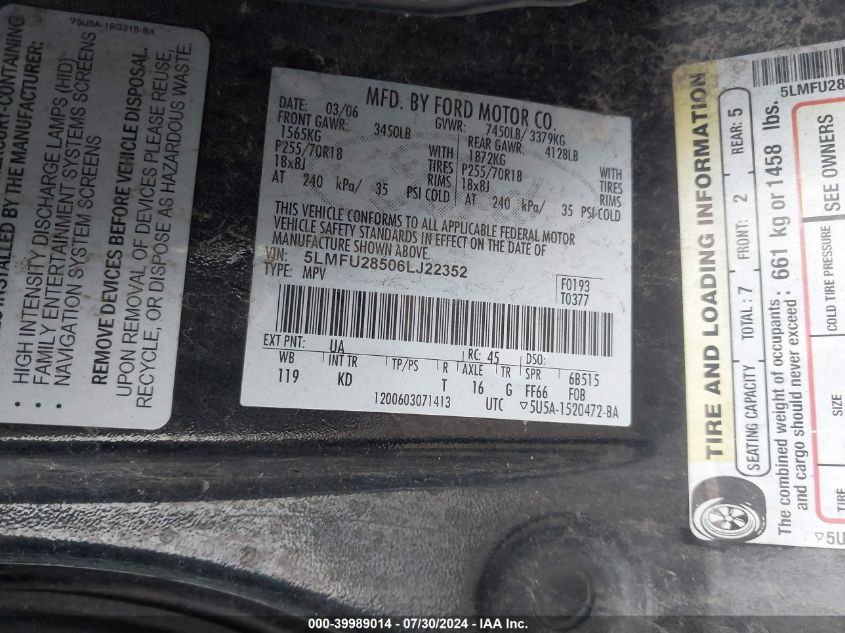 75U5A-19G316-BA
RCURY-CONTAINING
INSTALLED BY THE MANUFACTURER:
• HIGH INTENSITY DISCHARGE LAMPS (HID)
• FAMILY ENTERTAINMENT SYSTEMS SCREENS
• NAVIGATION SYSTEM SCREENS
REMOVE DEVICES BEFORE VEHICLE DISPOSAL.
UPON REMOVAL OF DEVICES PLEASE REUSE,
RECYCLE, OR DISPOSE AS HAZARDOUS WASTE.
MFD. BY FORD MOTOR CO.
DATE: 03/06 GVWR: 7450LB/ 3379KG
FRONT GAWR: 3450LB REAR GAWR: 4128LB
1565KG WITH 1872KG WITH
P255/70R18 TIRES P255/70R18 TIRES
18x8J RIMS 18x8J RIMS
AT 240 kPa/ 35 PSI COLD AT 240 kPa/ 35 PSI COLD
THIS VEHICLE CONFORMS TO ALL APPLICABLE FEDERAL MOTOR
VEHICLE SAFETY STANDARDS IN EFFECT ON THE DATE OF
MANUFACTURE SHOWN ABOVE.
VIN: 5LMFU28506LJ22352
TYPE: MPV
F0193
T0377
EXT PNT: UA RC: 45 DSO:
WB INT TR TP/PS R AXLE TR SPR 6B515
119 KD T 16 G FF66 FOB
1200603071413 UTC ▽5U5A-1520472-BA
5LMFU28
TIRE AND LOADING INFORMATION
SEATING CAPACITY TOTAL : 7 FRONT: 2 REAR: 5
The combined weight of occupants : 661 kg or 1458 lbs.
and cargo should never exceed :
TIRE SIZE COLD TIRE PRESSURE SEE OWNERS
▽5U
000-39989014 - 07/30/2024 - IAA Inc.